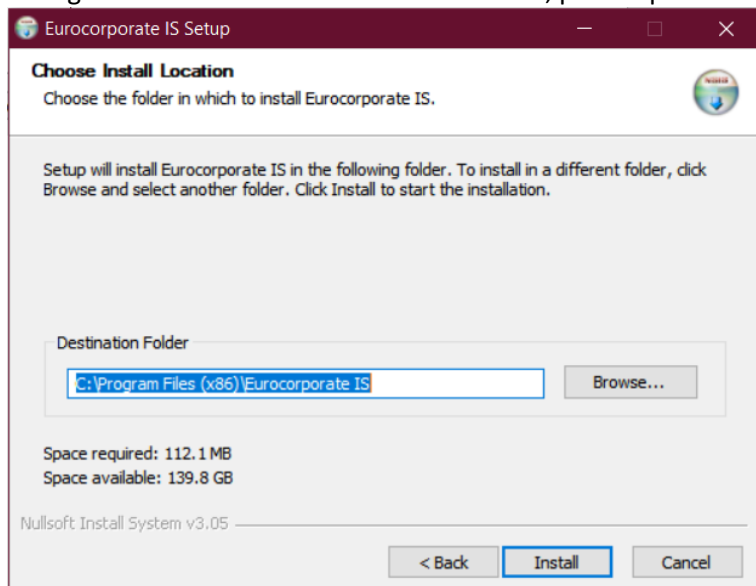 Eurocorporate IS Setup
Choose Install Location
Choose the folder in which to install Eurocorporate IS.
Setup will install Eurocorporate IS in the following folder. To install in a different folder, click
Browse and select another folder. Click Install to start the installation.
Destination Folder
C:\Program Files (x86)\Eurocorporate IS
Browse...
Space required: 112.1 MB
Space available: 139.8 GB
Nullsoft Install System v3.05
< Back
Install
Cancel